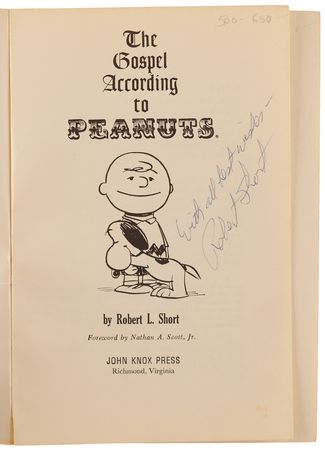 500- 650
The
Gospel
According
to
PEANUTS®
With all best wishes-
Robert Short
by Robert L. Short
Foreword by Nathan A. Scott, Jr.
JOHN KNOX PRESS
Richmond, Virginia